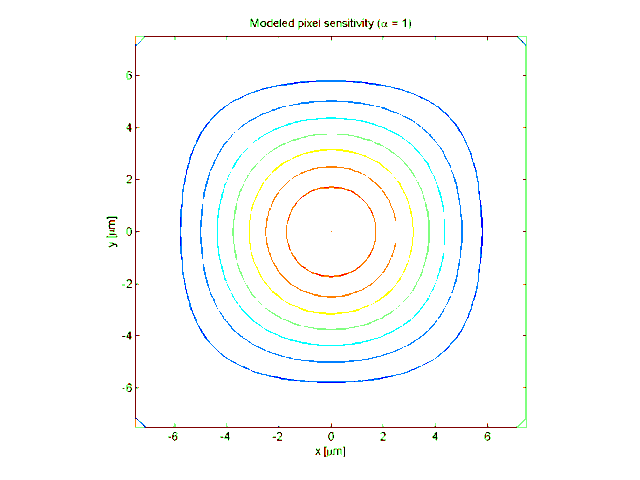 Modeled pixel sensitivity (α = 1)
6
4
2
0
-2
-4
-6
y [μm]
-6 -4 -2 0 2 4 6
x [μm]